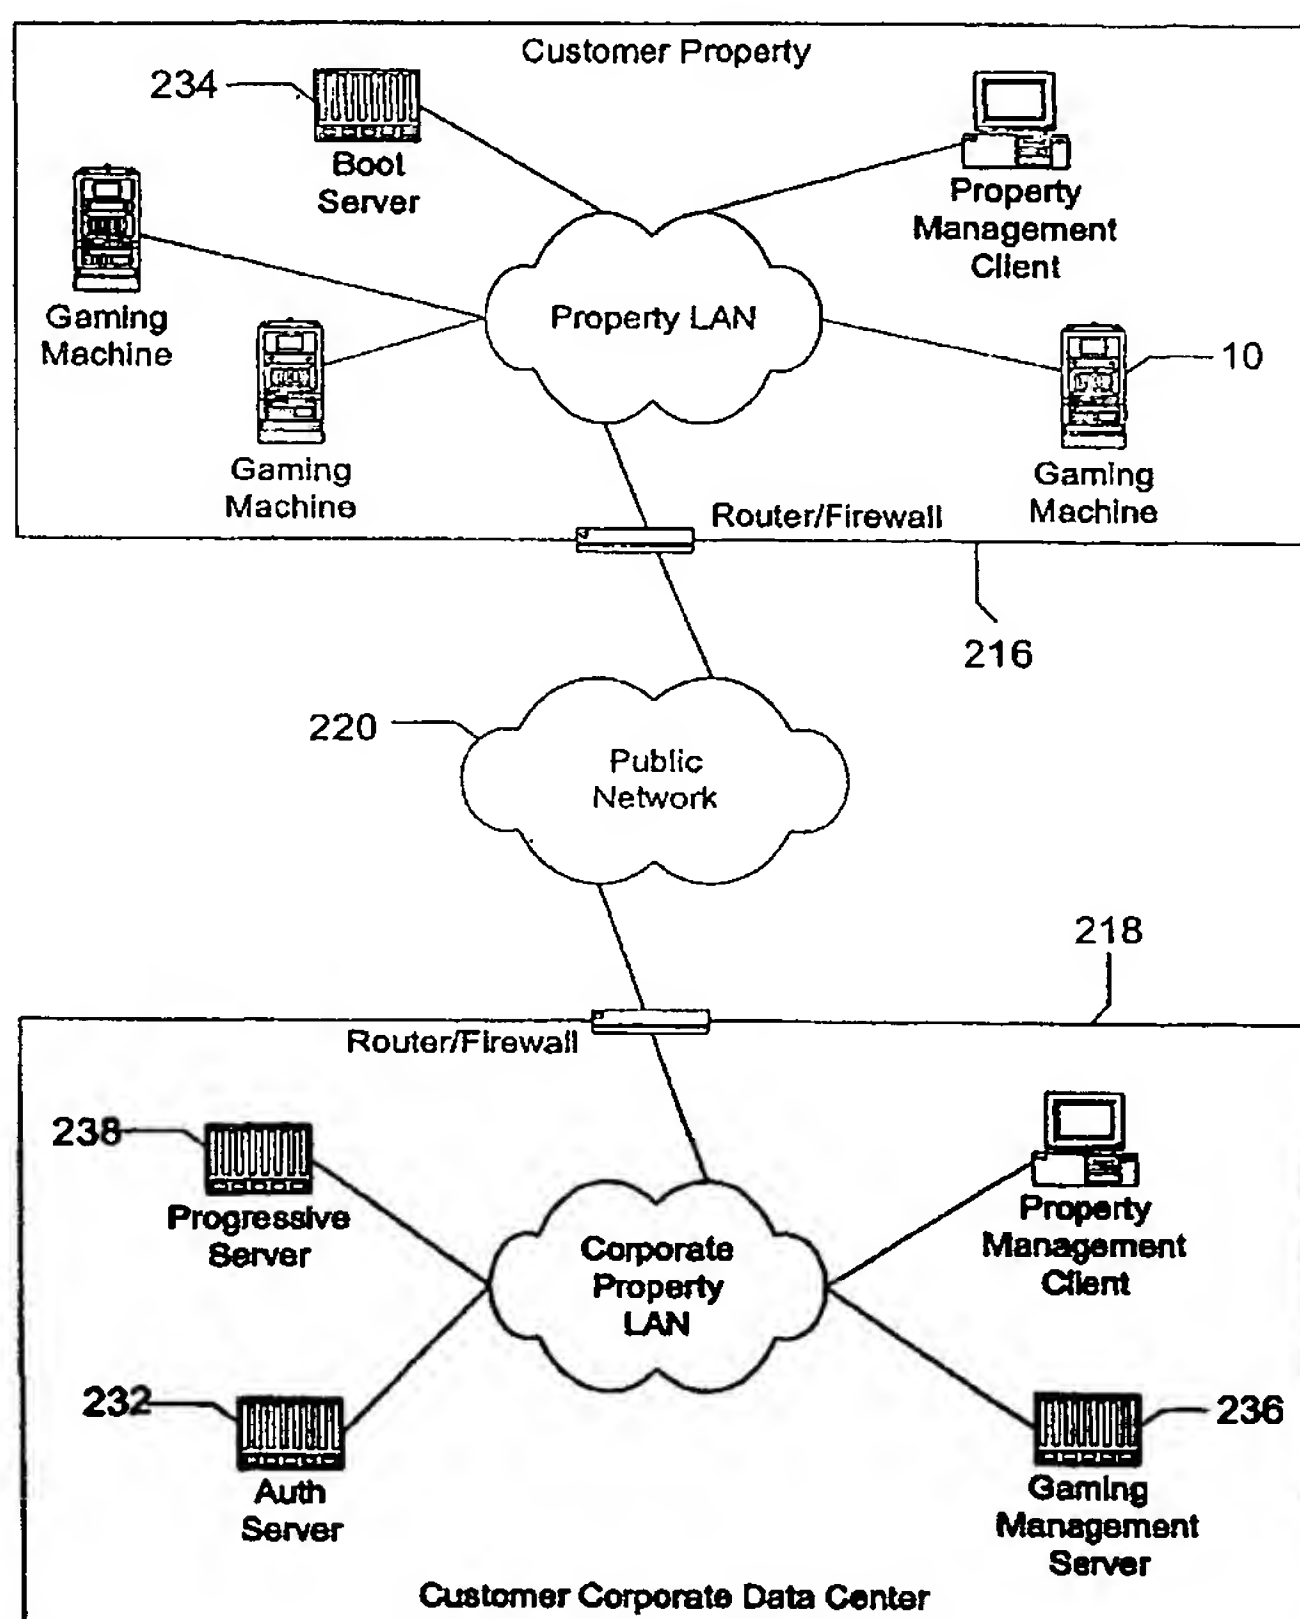 Customer Property
234
Boot
Server
Property
Management
Client
Gaming
Machine
Property LAN
10
Gaming
Machine
Gaming
Machine
Router/Firewall
216
220
Public
Network
218
Router/Firewall
238
Progressive
Server
Property
Management
Client
Corporate
Property
LAN
232
Auth
Server
236
Gaming
Management
Server
Customer Corporate Data Center